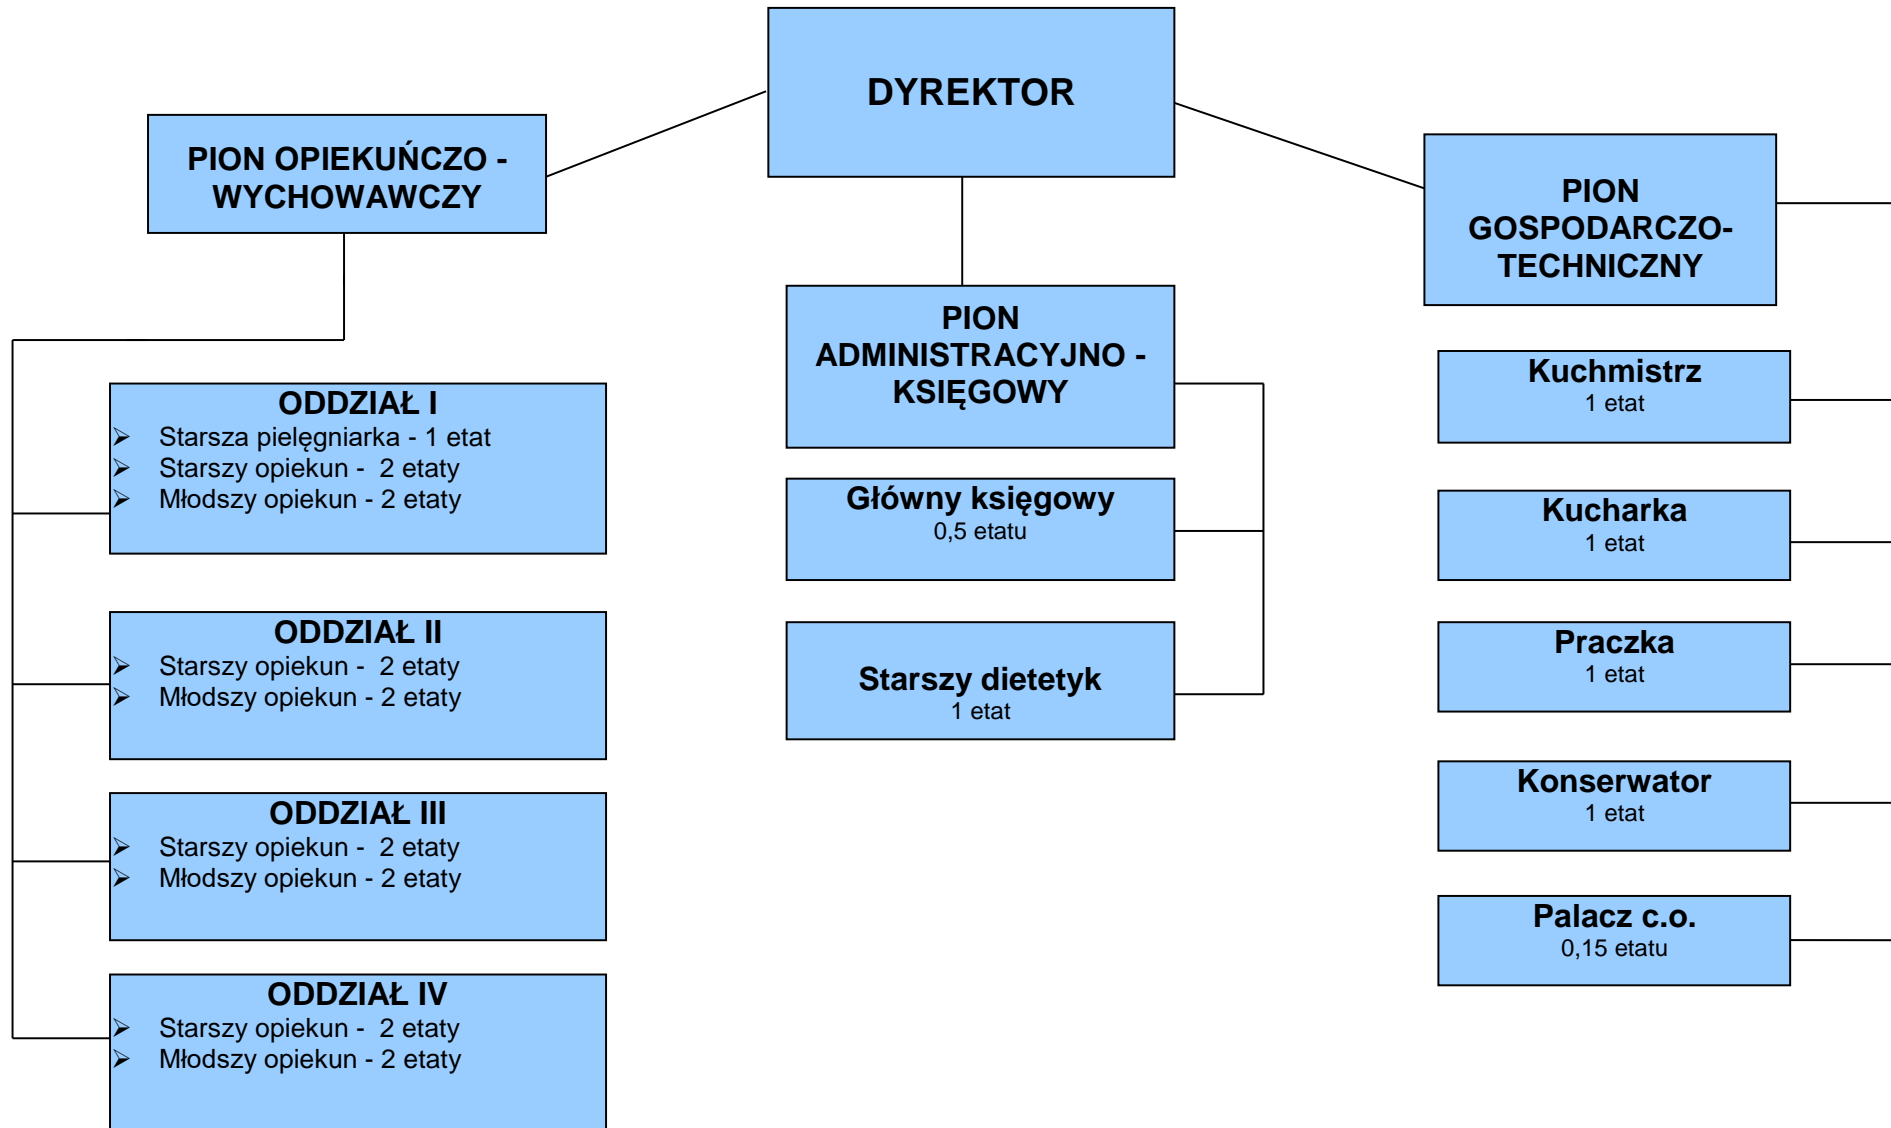 DYREKTOR
PION OPIEKUŃCZO -
WYCHOWAWCZY
PION
GOSPODARCZO-
TECHNICZNY
PION
ADMINISTRACYJNO -
KSIĘGOWY
ODDZIAŁ I
➢ Starsza pielęgniarka - 1 etat
➢ Starszy opiekun -  2 etaty
➢ Młodszy opiekun - 2 etaty
ODDZIAŁ II
➢ Starszy opiekun -  2 etaty
➢ Młodszy opiekun - 2 etaty
ODDZIAŁ III
➢ Starszy opiekun -  2 etaty
➢ Młodszy opiekun - 2 etaty
ODDZIAŁ IV
➢ Starszy opiekun -  2 etaty
➢ Młodszy opiekun - 2 etaty
Główny księgowy
0,5 etatu
Starszy dietetyk
1 etat
Kuchmistrz
1 etat
Kucharka
1 etat
Praczka
1 etat
Konserwator
1 etat
Palacz c.o.
0,15 etatu